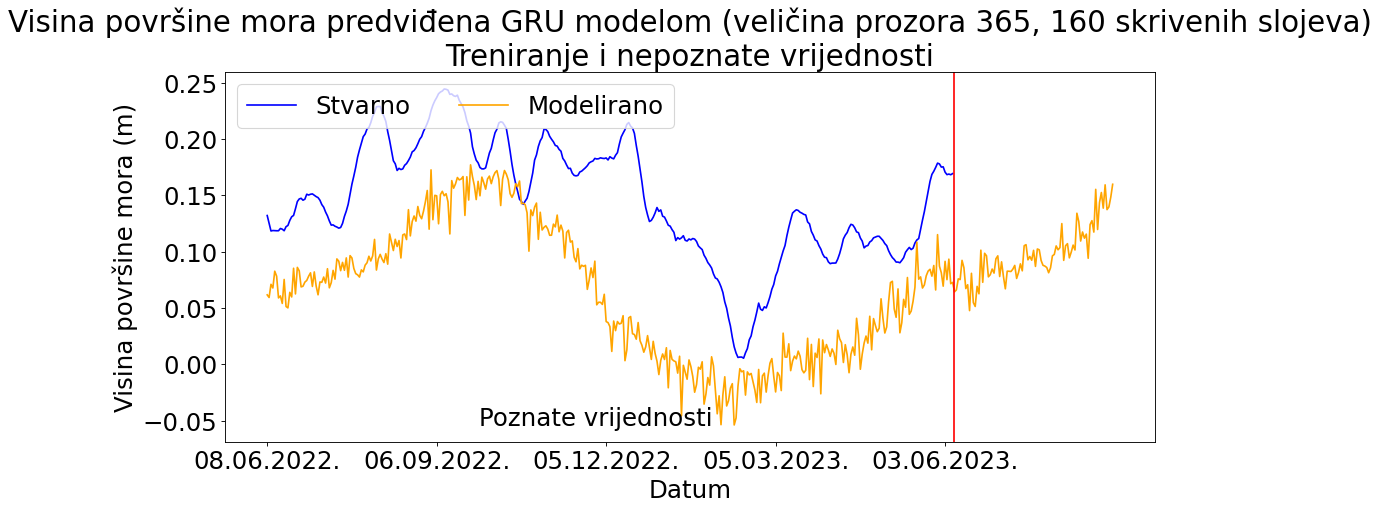 Visina površine mora predviđena GRU modelom (veličina prozora 365, 160 skrivenih slojeva)
Treniranje i nepoznate vrijednosti
Stvarno
Modelirano
Visina površine mora (m)
0.25
0.20
0.15
0.10
0.05
0.00
−0.05
Poznate vrijednosti
08.06.2022.
06.09.2022.
05.12.2022.
05.03.2023.
03.06.2023.
Datum